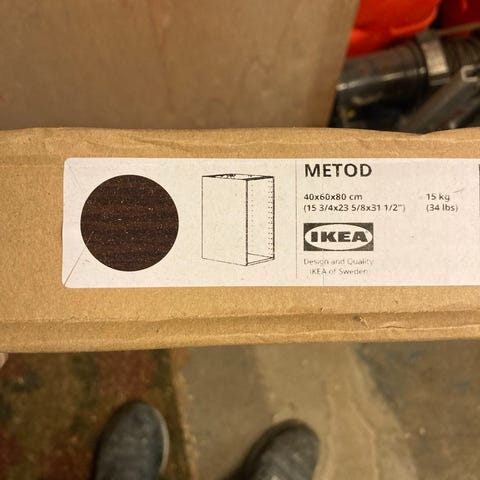 METOD
40x60x80 cm
(15 3/4x23 5/8x31 1/2")
15 kg
(34 lbs)
IKEA
Design and Quality
IKEA of Sweden